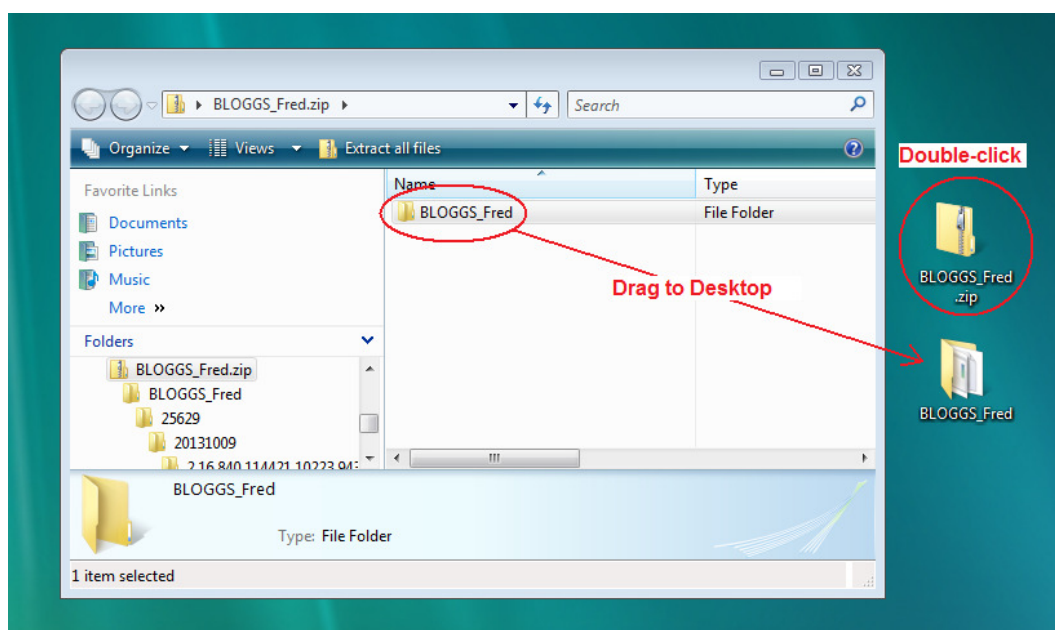 BLOGGS_Fred.zip
Search
Organize
Views
Extract all files
Double-click
Favorite Links
Name
Type
Documents
BLOGGS_Fred
File Folder
Pictures
Music
More »
Drag to Desktop
BLOGGS_Fred
.zip
Folders
BLOGGS_Fred.zip
BLOGGS_Fred
25629
20131009
BLOGGS_Fred
BLOGGS_Fred
Type: File Folder
1 item selected